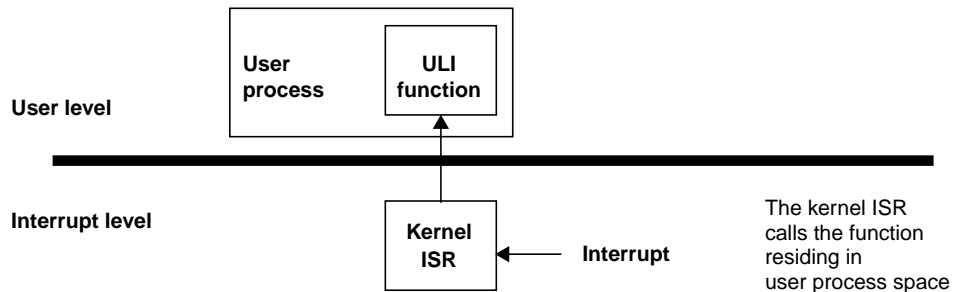 User
process
ULI
function
User level
Interrupt level
Kernel
ISR
Interrupt
The kernel ISR
calls the function
residing in
user process space